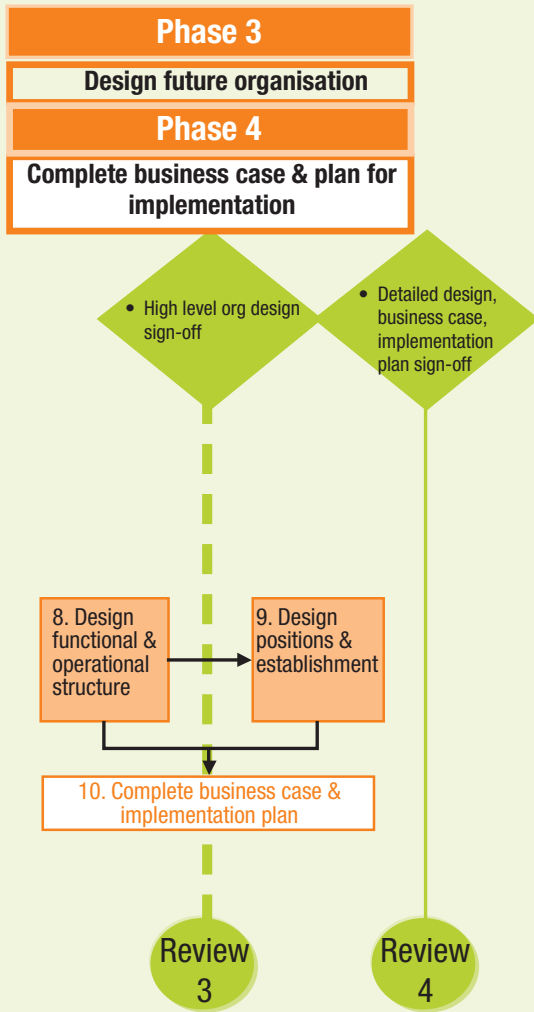 Phase 3
Design future organisation
Phase 4
Complete business case & plan for
implementation
• High level org design
sign-off
• Detailed design,
business case,
implementation
plan sign-off
8. Design
functional &
operational
structure
9. Design
positions &
establishment
10. Complete business case &
implementation plan
Review
3
Review
4